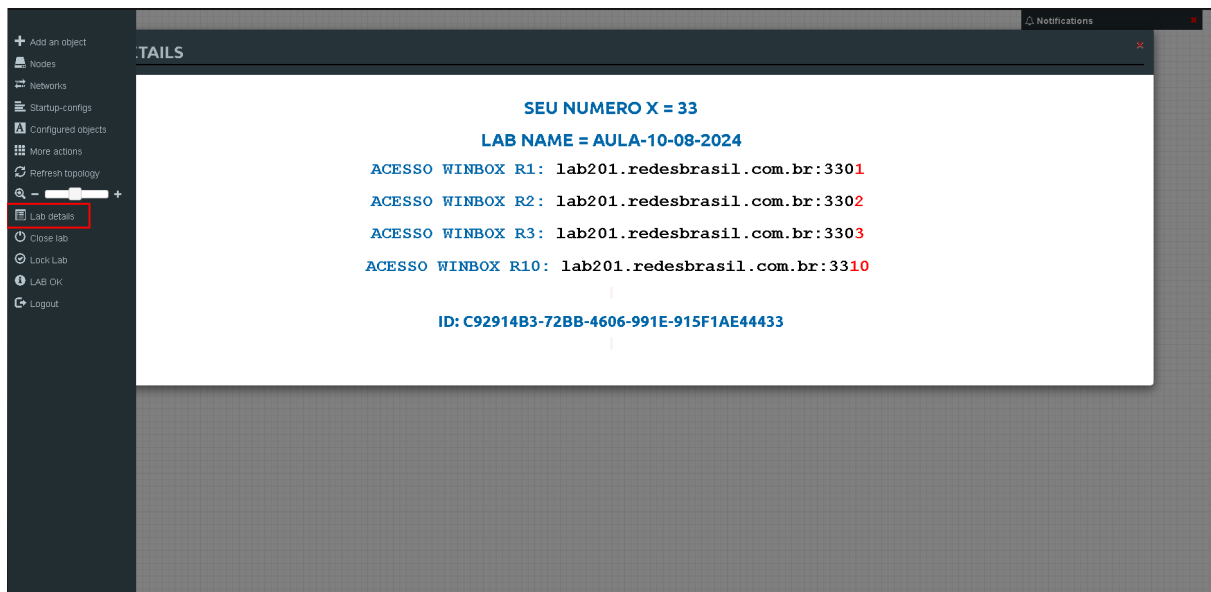 Notifications
Add an object
Nodes
Networks
Startup-configs
Configured objects
More actions
Refresh topology
Lab details
Close lab
Lock Lab
LAB OK
Logout
TAILS
SEU NUMERO X = 33
LAB NAME = AULA-10-08-2024
ACESSO WINBOX R1: lab201.redesbrasil.com.br:3301
ACESSO WINBOX R2: lab201.redesbrasil.com.br:3302
ACESSO WINBOX R3: lab201.redesbrasil.com.br:3303
ACESSO WINBOX R10: lab201.redesbrasil.com.br:3310
ID: C92914B3-72BB-4606-991E-915F1AE44433